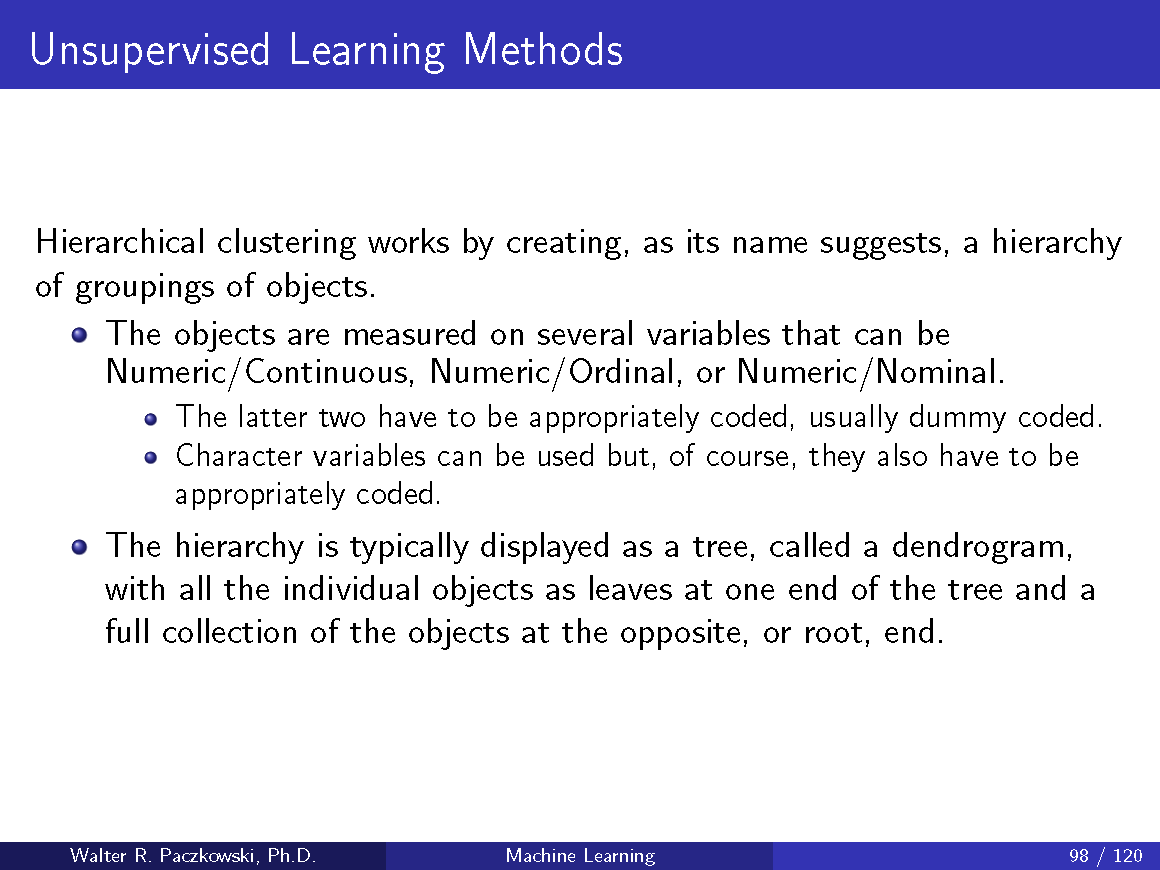 Unsupervised Learning Methods
Hierarchical clustering works by creating, as its name suggests, a hierarchy
of groupings of objects.
The objects are measured on several variables that can be
Numeric/Continuous, Numeric/Ordinal, or Numeric/Nominal.
The latter two have to be appropriately coded, usually dummy coded.
Character variables can be used but, of course, they also have to be
appropriately coded.
The hierarchy is typically displayed as a tree, called a dendrogram,
with all the individual objects as leaves at one end of the tree and a
full collection of the objects at the opposite, or root, end.
Walter R. Paczkowski, Ph.D.
Machine Learning
98 / 120